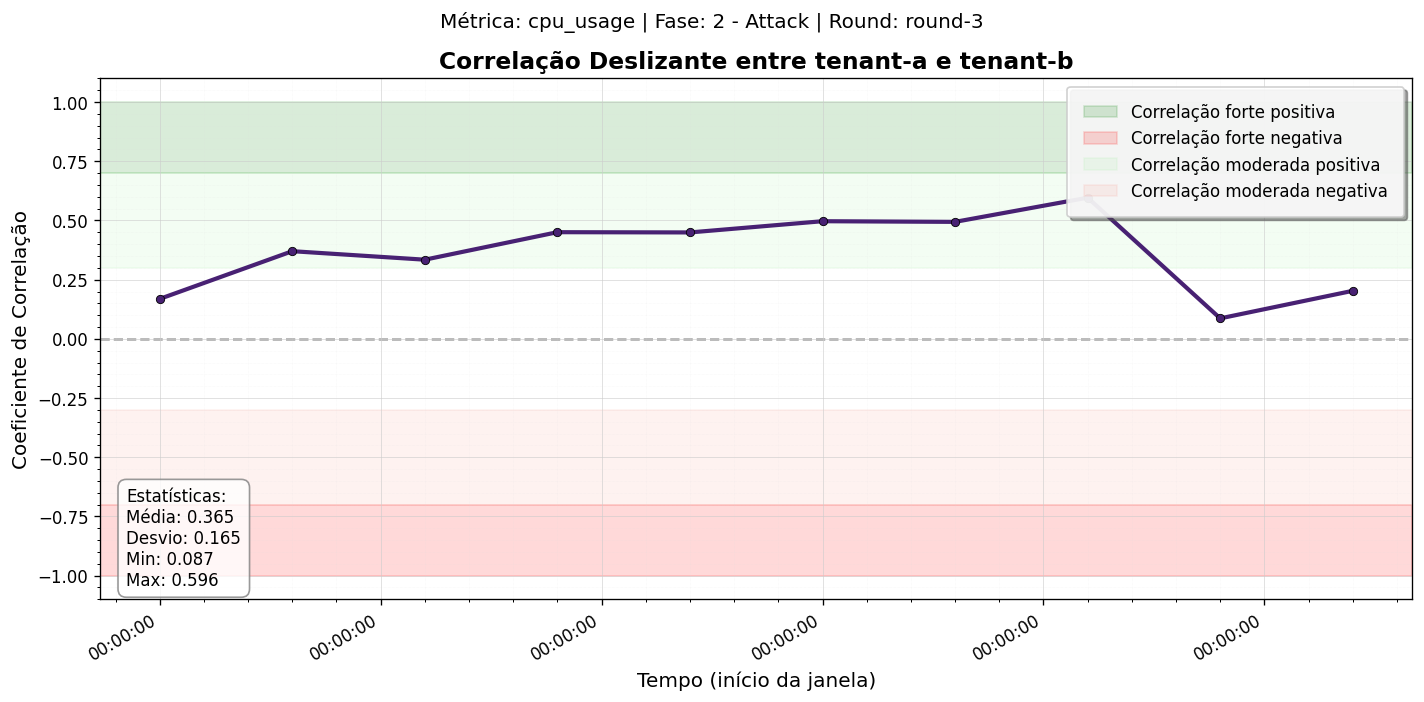 Métrica: cpu_usage | Fase: 2 - Attack | Round: round-3
Correlação Deslizante entre tenant-a e tenant-b
Correlação forte positiva
Correlação forte negativa
Correlação moderada positiva
Correlação moderada negativa
Coeficiente de Correlação
1.00
0.75
0.50
0.25
0.00
−0.25
−0.50
−0.75
−1.00
Estatísticas:
Média: 0.365
Desvio: 0.165
Min: 0.087
Max: 0.596
00:00:00
00:00:00
00:00:00
00:00:00
00:00:00
00:00:00
Tempo (início da janela)